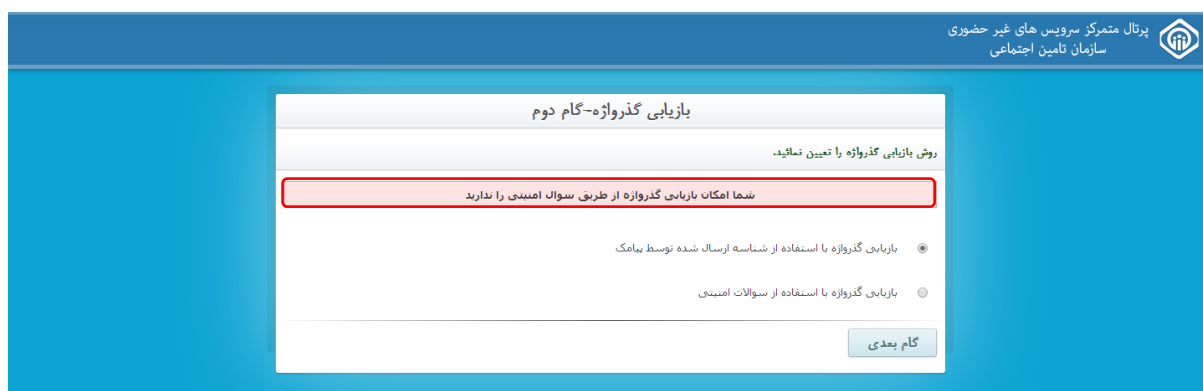 پرتال متمرکز سرویس های غیر حضوری
سازمان تامین اجتماعی
بازیابی گذرواژه-گام دوم
روش بازیابی گذرواژه را تعیین نمائید.
شما امکان بازیابی گذرواژه از طریق سوال امنیتی را ندارید
بازیابی گذرواژه با استفاده از شناسه ارسال شده توسط پیامک
بازیابی گذرواژه با استفاده از سوالات امنیتی
گام بعدی